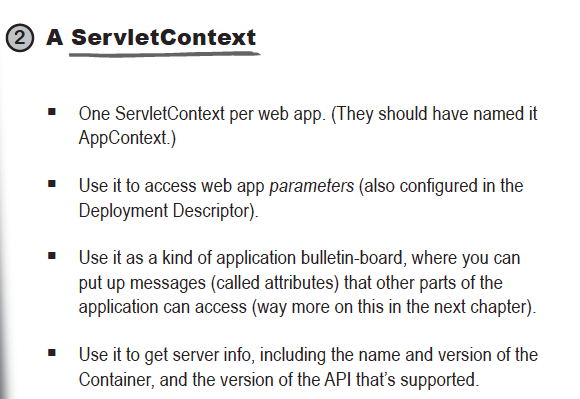 2 A ServletContext
▪ One ServletContext per web app. (They should have named it
AppContext.)
▪ Use it to access web app parameters (also configured in the
Deployment Descriptor).
▪ Use it as a kind of application bulletin-board, where you can
put up messages (called attributes) that other parts of the
application can access (way more on this in the next chapter).
▪ Use it to get server info, including the name and version of the
Container, and the version of the API that's supported.